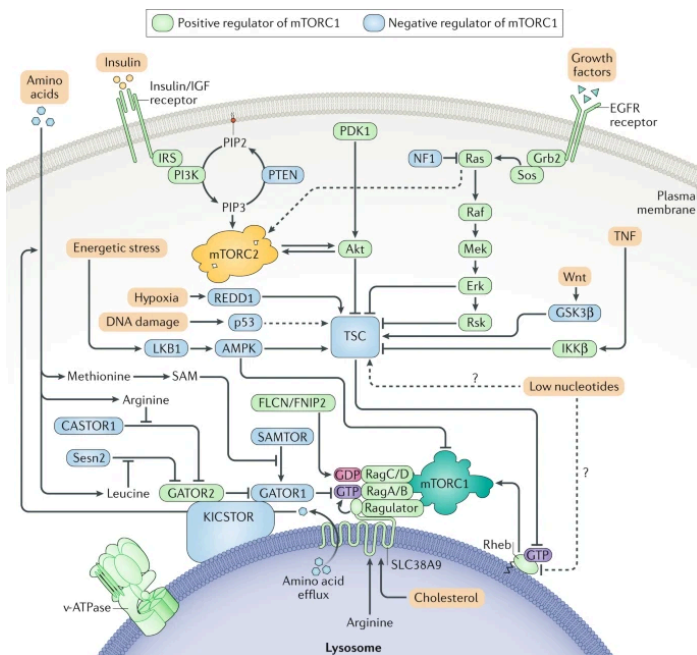 Positive regulator of mTORC1
Negative regulator of mTORC1
Insulin
Amino
acids
Insulin/IGF
receptor
Growth
factors
EGFR
receptor
PIP2
PDK1
NF1
Ras
Grb2
Sos
IRS
PI3K
PTEN
Plasma
membrane
PIP3
Raf
TNF
Energetic stress
mTORC2
Akt
Mek
Wnt
Hypoxia
REDD1
Erk
GSK3β
DNA damage
p53
TSC
Rsk
LKB1
AMPK
IKKβ
Methionine
SAM
?
Low nucleotides
Arginine
FLCN/FNIP2
CASTOR1
SAMTOR
Sesn2
GDP
RagC/D
mTORC1
?
Leucine
GATOR2
GATOR1
GTP
RagA/B
Ragulator
KICSTOR
Rheb
GTP
SLC38A9
Amino acid
efflux
Cholesterol
v-ATPase
Arginine
Lysosome